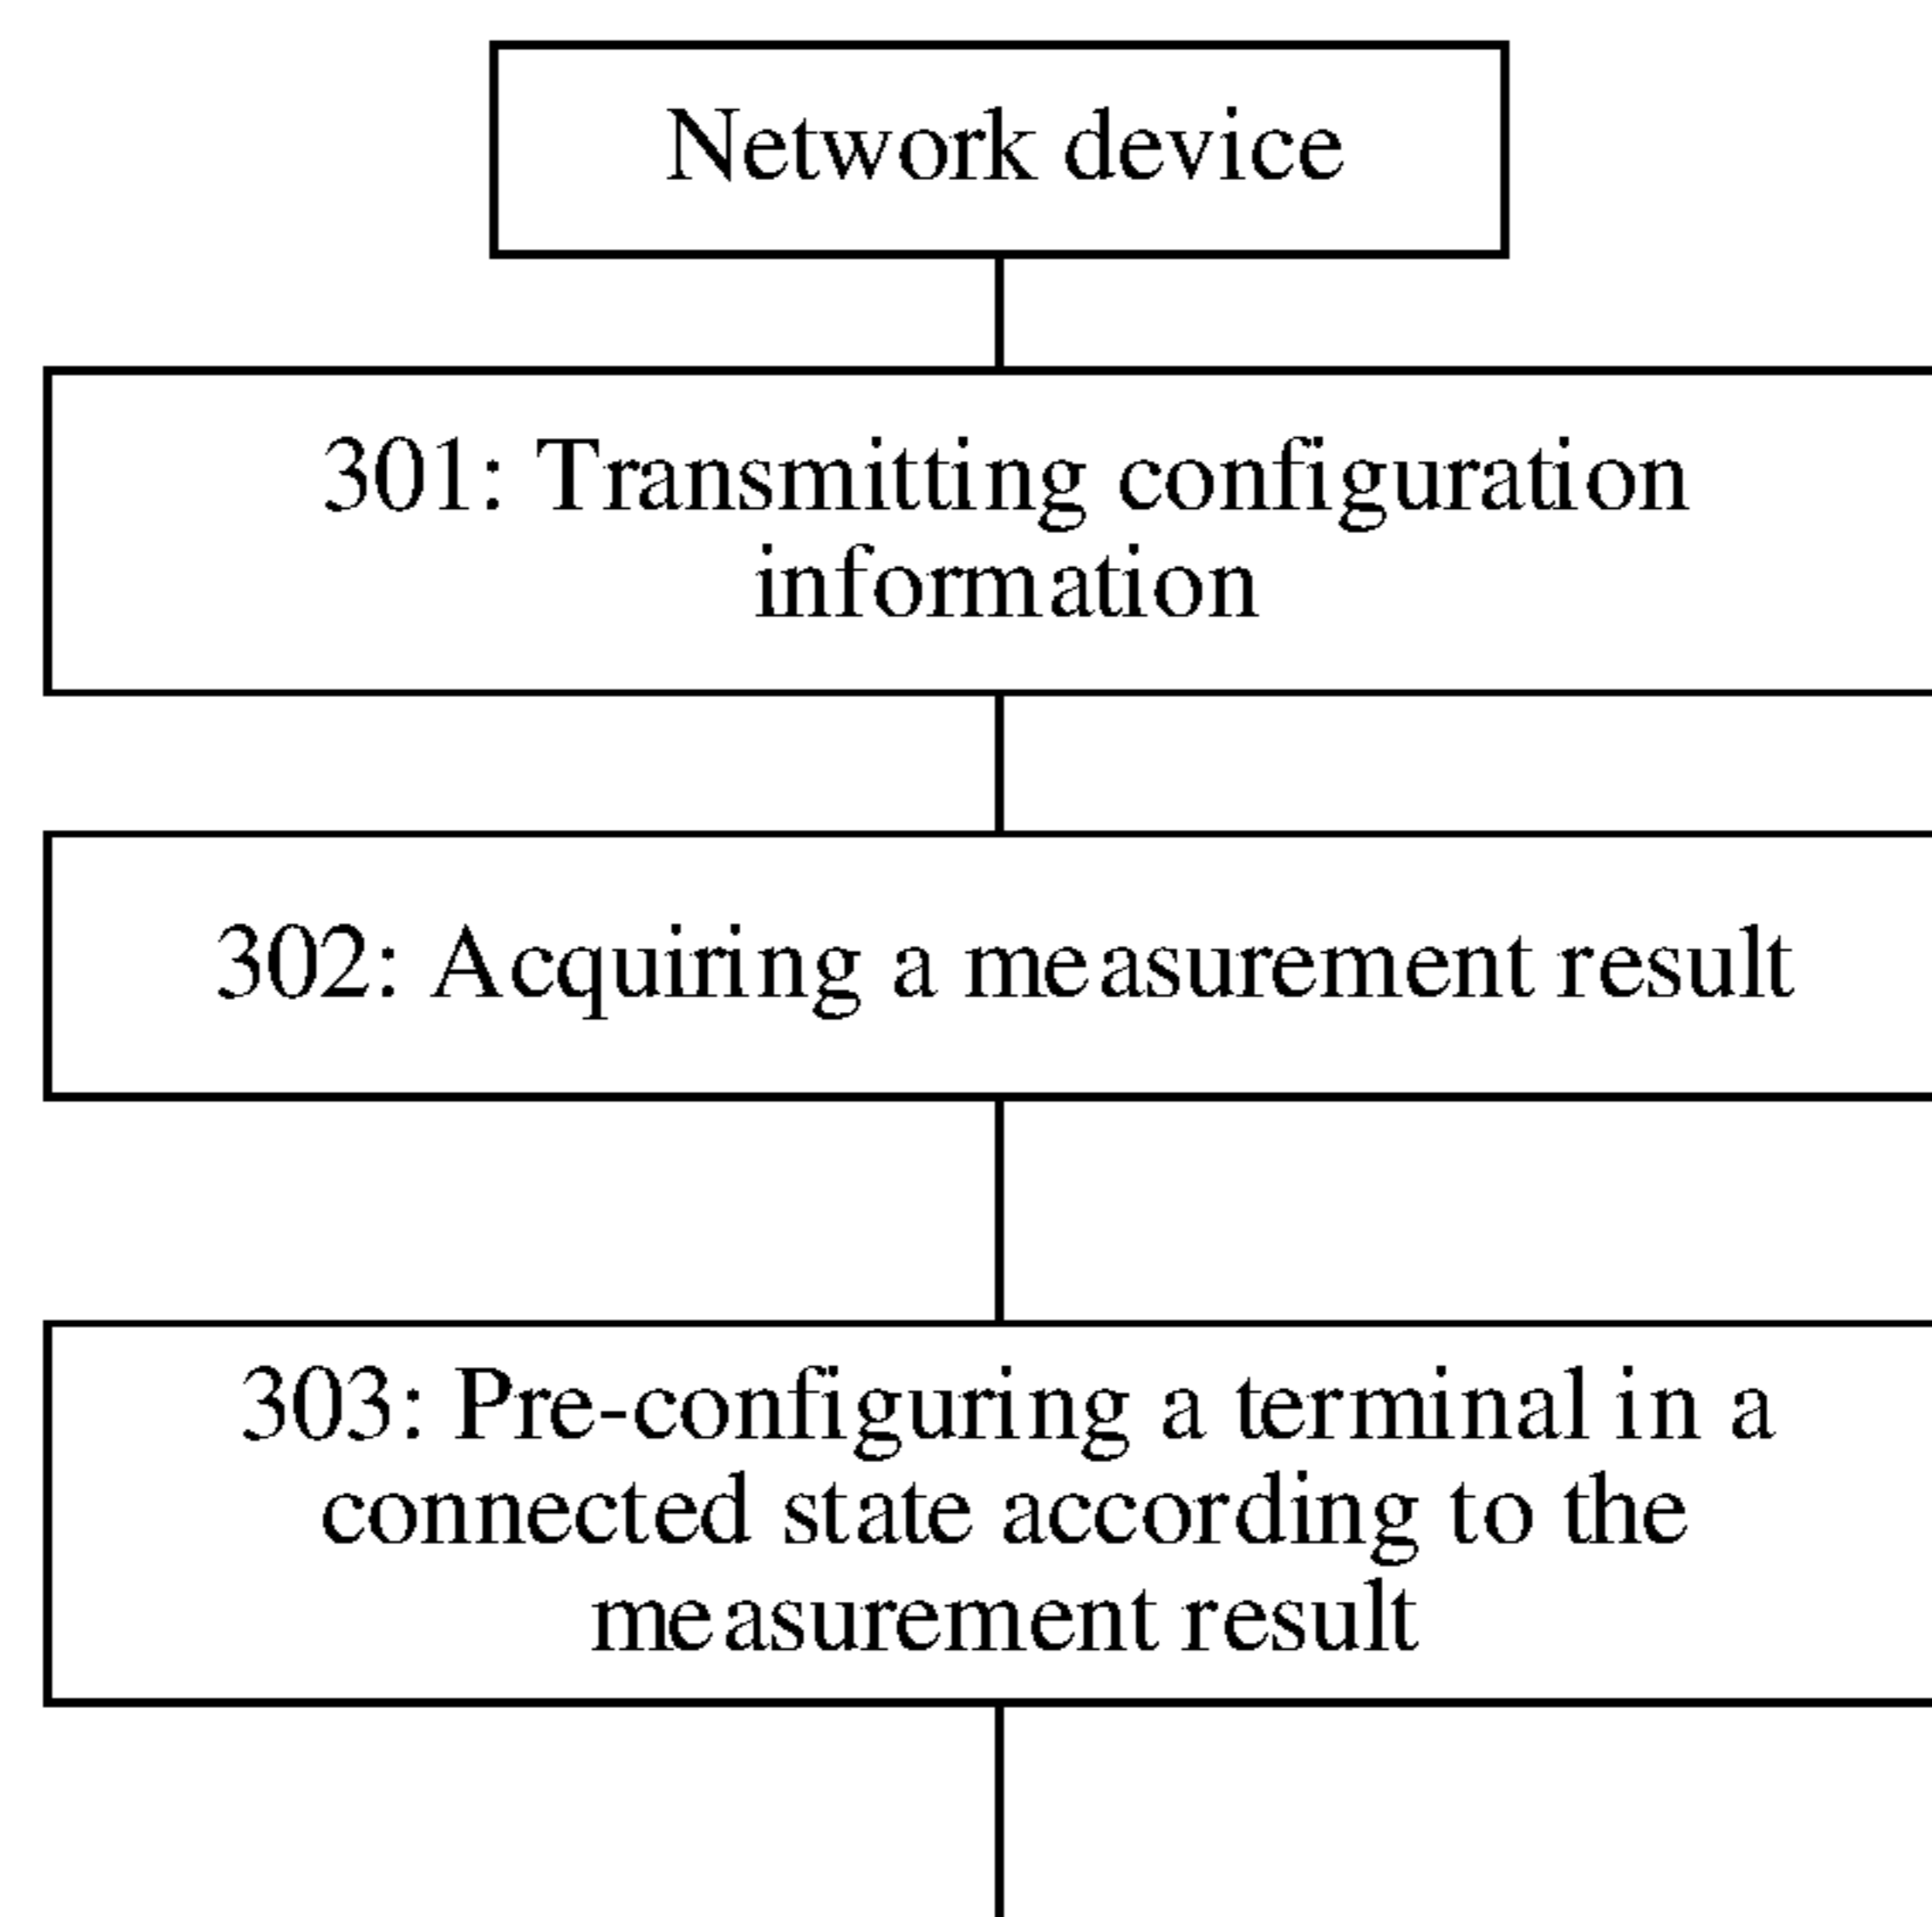 Network device
301: Transmitting configuration
information
302: Acquiring a measurement result
303: Pre-configuring a terminal in a
connected state according to the
measurement result